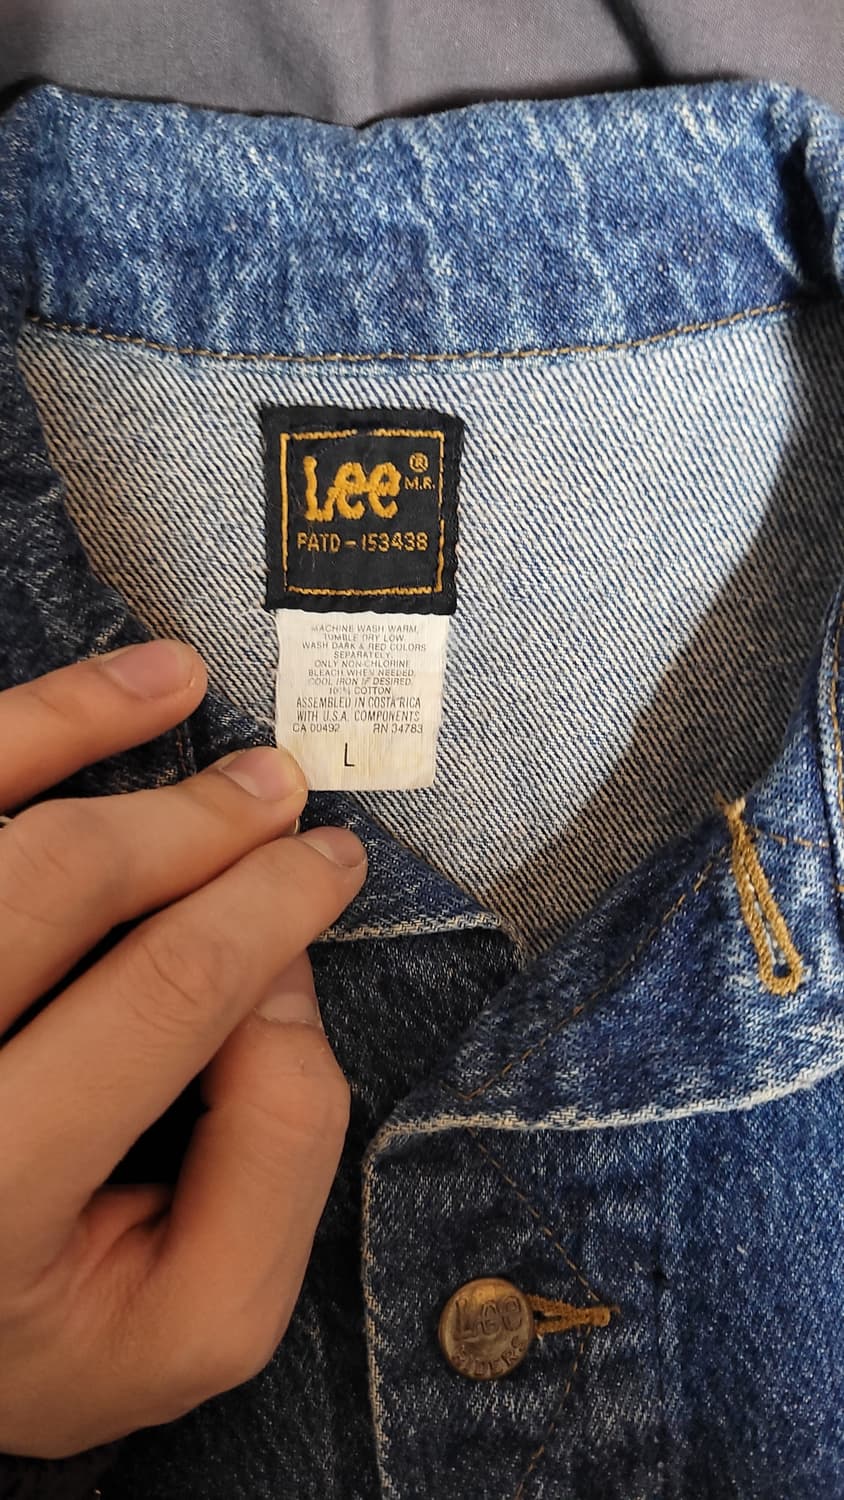 Lee ®
M.R.
PATD-153438
MACHINE WASH WARM,
TUMBLE DRY LOW.
WASH DARK & RED COLORS
SEPARATELY.
ONLY NON-CHLORINE
BLEACH WHEN NEEDED.
COOL IRON IF DESIRED.
100% COTTON
ASSEMBLED IN COSTA RICA
WITH U.S.A. COMPONENTS
CA 00492 RN 34783
L
Lee
RIDERS